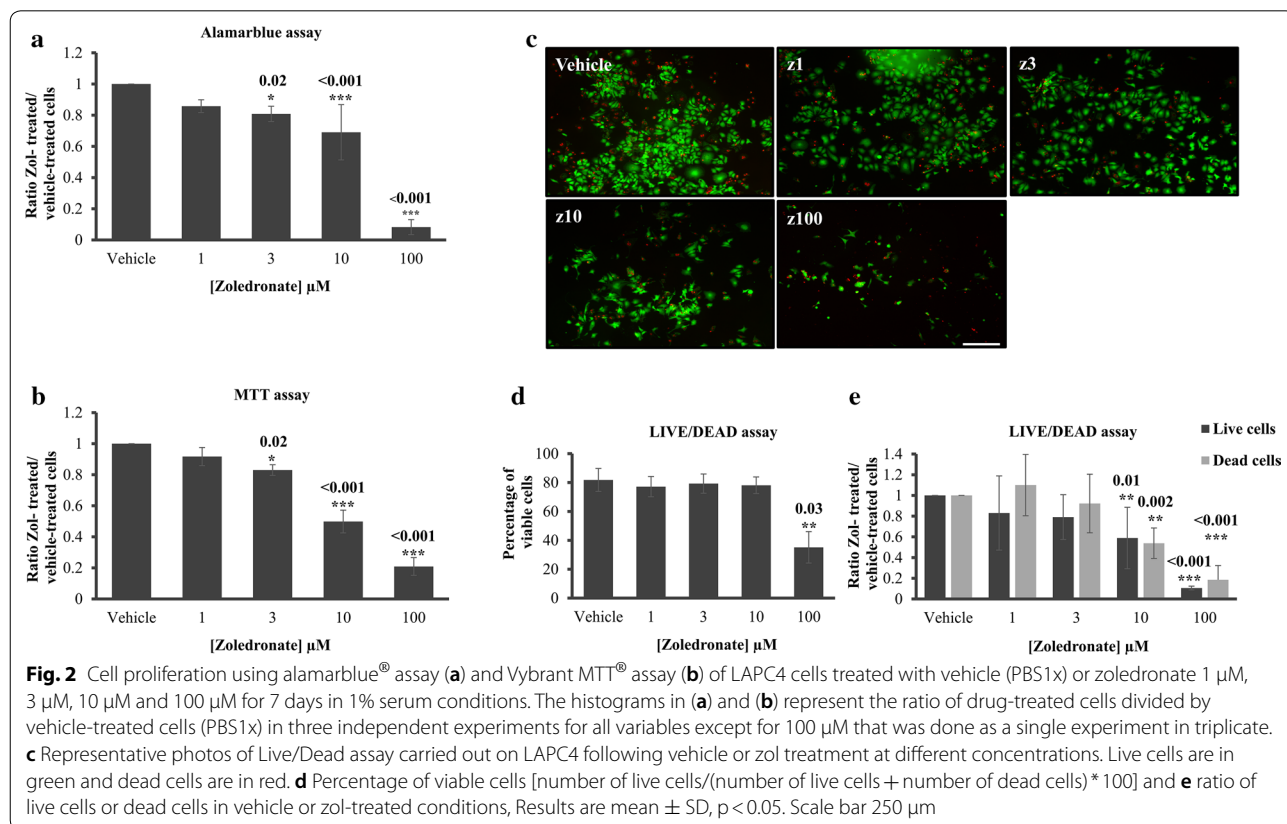 a
Alamarblue assay
Ratio Zol- treated/
vehicle-treated cells
1.2
1
0.8
0.6
0.4
0.2
0
0.02
*
<0.001
***
<0.001
***
Vehicle 1 3 10 100
[Zoledronate] µM
c
Vehicle
z1
z3
z10
z100
b
MTT assay
Ratio Zol- treated/
vehicle-treated cells
1.2
1
0.8
0.6
0.4
0.2
0
0.02
*
<0.001
***
<0.001
***
Vehicle 1 3 10 100
[Zoledronate] µM
d
LIVE/DEAD assay
Percentage of
viable cells
100
80
60
40
20
0
0.03
**
Vehicle 1 3 10 100
[Zoledronate] µM
e
LIVE/DEAD assay
Live cells
Dead cells
Ratio Zol- treated/
vehicle-treated cells
1.4
1.2
1
0.8
0.6
0.4
0.2
0
0.01
**
0.002
**
<0.001
***
<0.001
***
Vehicle 1 3 10 100
[Zoledronate] µM
Fig. 2 Cell proliferation using alamarblue® assay (a) and Vybrant MTT® assay (b) of LAPC4 cells treated with vehicle (PBS1x) or zoledronate 1 µM,
3 µM, 10 µM and 100 µM for 7 days in 1% serum conditions. The histograms in (a) and (b) represent the ratio of drug-treated cells divided by
vehicle-treated cells (PBS1x) in three independent experiments for all variables except for 100 µM that was done as a single experiment in triplicate.
c Representative photos of Live/Dead assay carried out on LAPC4 following vehicle or zol treatment at different concentrations. Live cells are in
green and dead cells are in red. d Percentage of viable cells [number of live cells/(number of live cells + number of dead cells) * 100] and e ratio of
live cells or dead cells in vehicle or zol-treated conditions, Results are mean ± SD, p < 0.05. Scale bar 250 µm